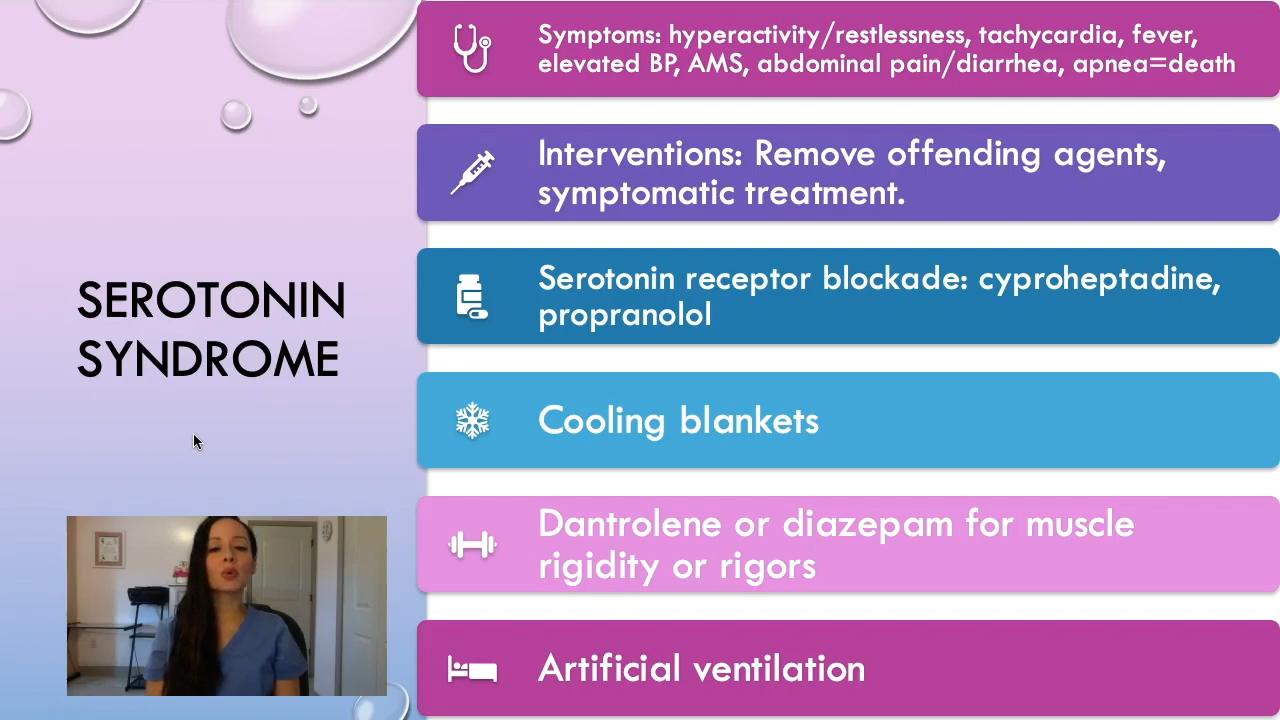 SEROTONIN
SYNDROME
Symptoms: hyperactivity/restlessness, tachycardia, fever,
elevated BP, AMS, abdominal pain/diarrhea, apnea=death
Interventions: Remove offending agents,
symptomatic treatment.
Serotonin receptor blockade: cyproheptadine,
propranolol
Cooling blankets
Dantrolene or diazepam for muscle
rigidity or rigors
Artificial ventilation